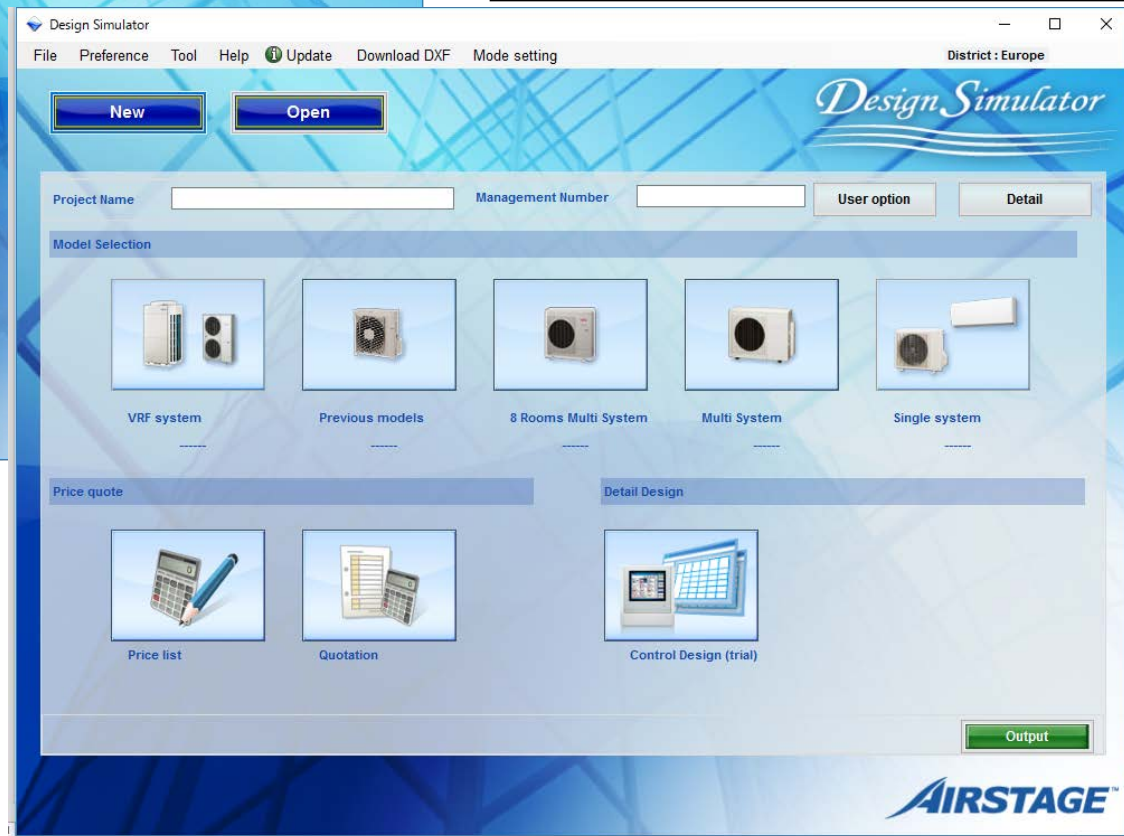 Design Simulator
File Preference Tool Help Update Download DXF Mode setting District : Europe
New Open Design Simulator
Project Name Management Number User option Detail
Model Selection
VRF system Previous models 8 Rooms Multi System Multi System Single system
------ ------ ------ ------ ------
Price quote Detail Design
Price list Quotation Control Design (trial)
Output
AIRSTAGE™